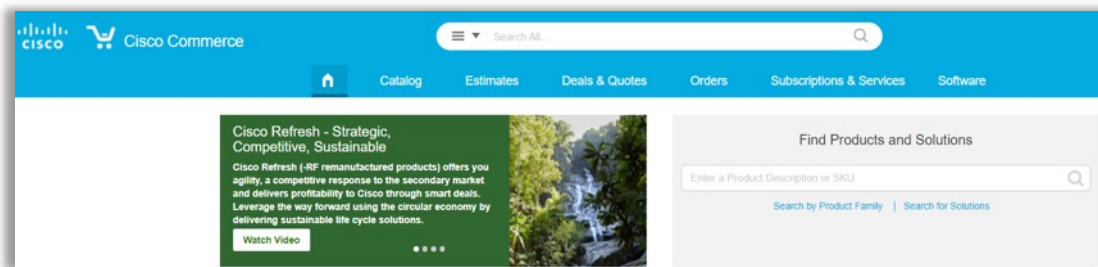 CISCO
Cisco Commerce
Search All...
Catalog
Estimates
Deals & Quotes
Orders
Subscriptions & Services
Software
Cisco Refresh - Strategic,
Competitive, Sustainable
Cisco Refresh (-RF remanufactured products) offers you
agility, a competitive response to the secondary market
and delivers profitability to Cisco through smart deals.
Leverage the way forward using the circular economy by
delivering sustainable life cycle solutions.
Watch Video
Find Products and Solutions
Enter a Product Description or SKU
Search by Product Family | Search for Solutions